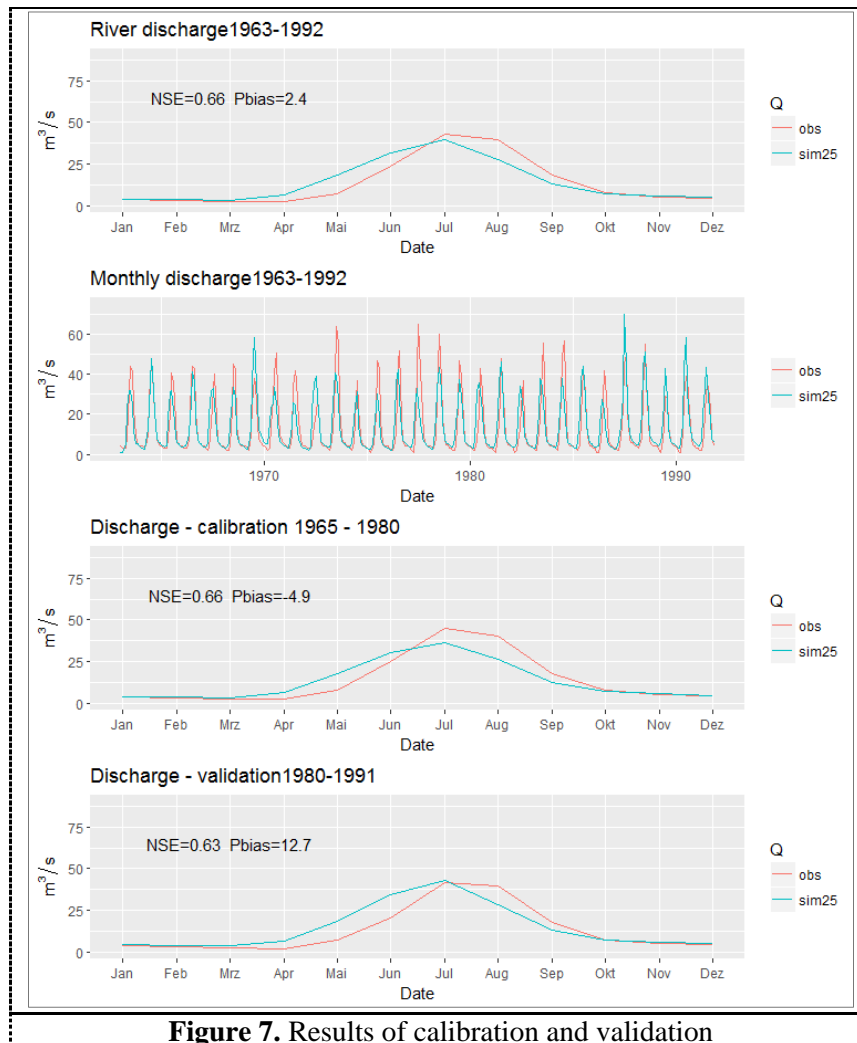 River discharge1963-1992
75
50
25
0
m³/s
NSE=0.66 Pbias=2.4
Jan Feb Mrz Apr Mai Jun Jul Aug Sep Okt Nov Dez
Date
Q
obs
sim25
Monthly discharge1963-1992
60
40
20
0
m³/s
1970 1980 1990
Date
obs
sim25
Discharge - calibration 1965 - 1980
75
50
25
0
m³/s
NSE=0.66 Pbias=-4.9
Jan Feb Mrz Apr Mai Jun Jul Aug Sep Okt Nov Dez
Date
Q
obs
sim25
Discharge - validation1980-1991
75
50
25
0
m³/s
NSE=0.63 Pbias=12.7
Jan Feb Mrz Apr Mai Jun Jul Aug Sep Okt Nov Dez
Date
Q
obs
sim25
Figure 7. Results of calibration and validation